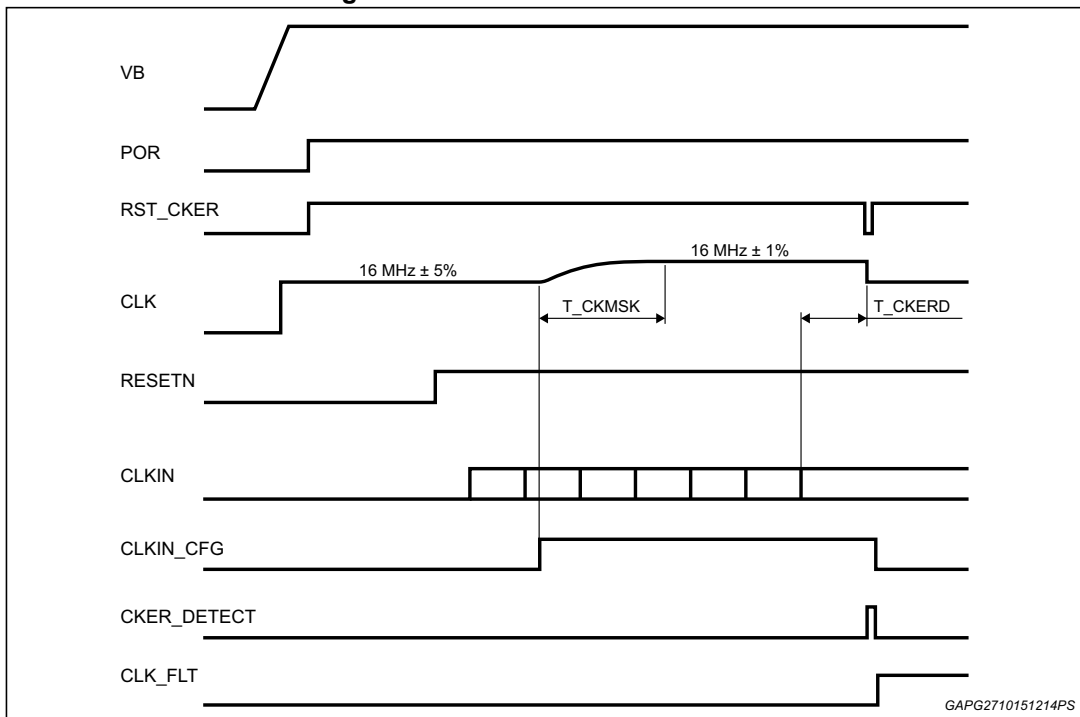 VB
POR
RST_CKER
16 MHz ± 5%
16 MHz ± 1%
CLK
T_CKMSK
T_CKERD
RESETN
CLKIN
CLKIN_CFG
CKER_DETECT
CLK_FLT
GAPG2710151214PS